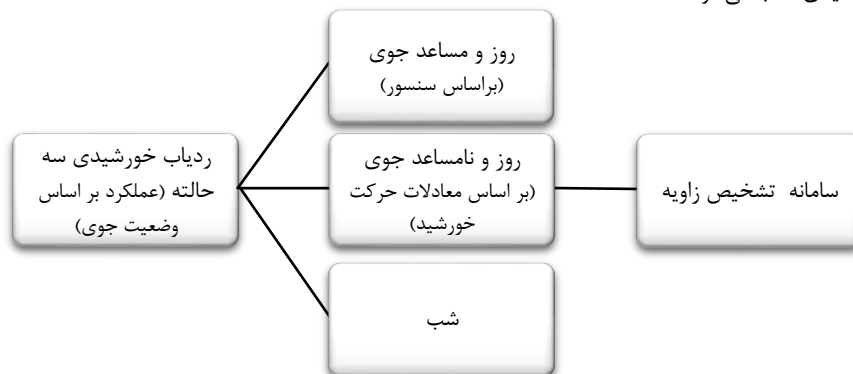 روز و مساعد جوی
(براساس سنسور)
ردیاب خورشیدی سه
حالته (عملکرد بر اساس
وضعیت جوی)
روز و نامساعد جوی
(بر اساس معادلات حرکت
خورشید)
سامانه تشخیص زاویه
شب